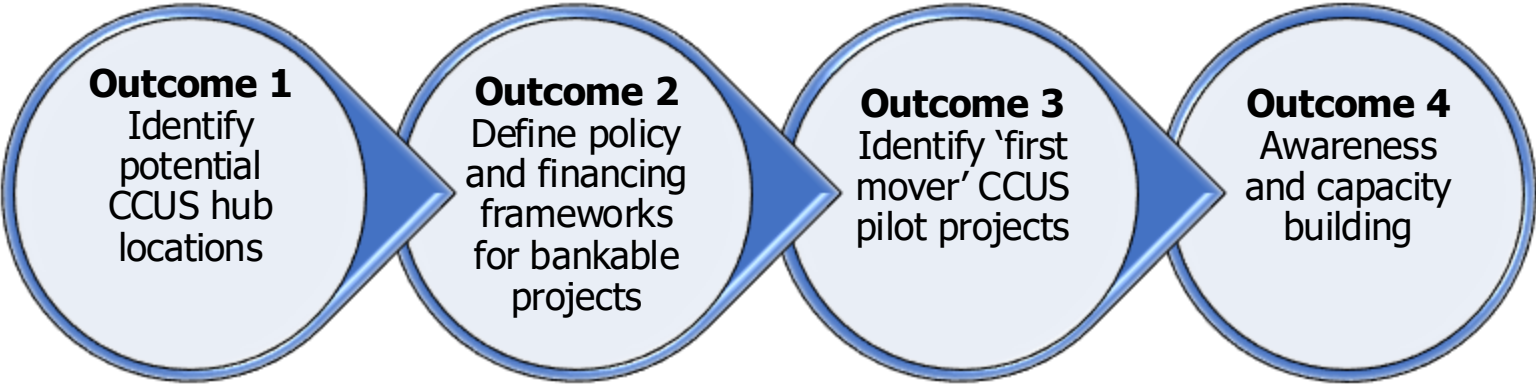 Outcome 1
Identify
potential
CCUS hub
locations
Outcome 2
Define policy
and financing
frameworks
for bankable
projects
Outcome 3
Identify ‘first
mover’ CCUS
pilot projects
Outcome 4
Awareness
and capacity
building